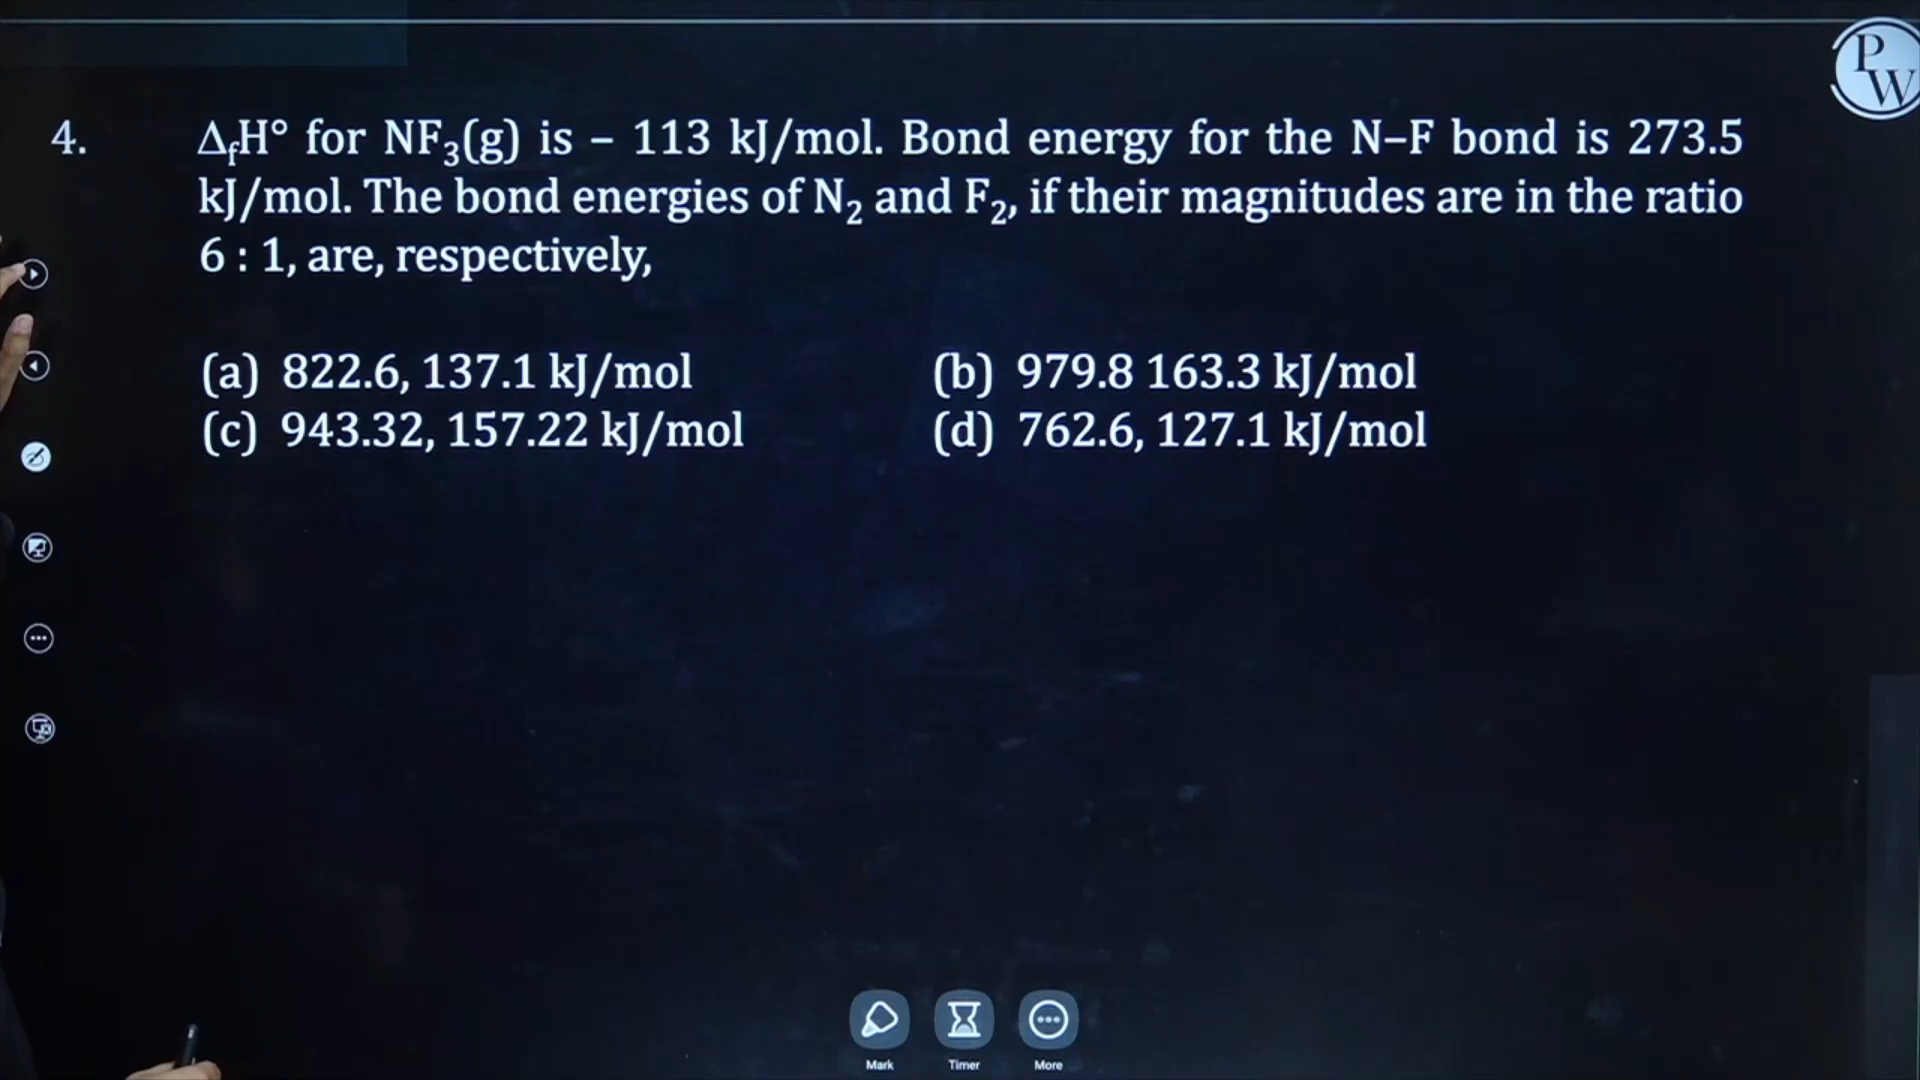 PW
4. ΔfH° for NF₃(g) is – 113 kJ/mol. Bond energy for the N–F bond is 273.5
kJ/mol. The bond energies of N₂ and F₂, if their magnitudes are in the ratio
6 : 1, are, respectively,
(a) 822.6, 137.1 kJ/mol (b) 979.8 163.3 kJ/mol
(c) 943.32, 157.22 kJ/mol (d) 762.6, 127.1 kJ/mol
Mark Timer More